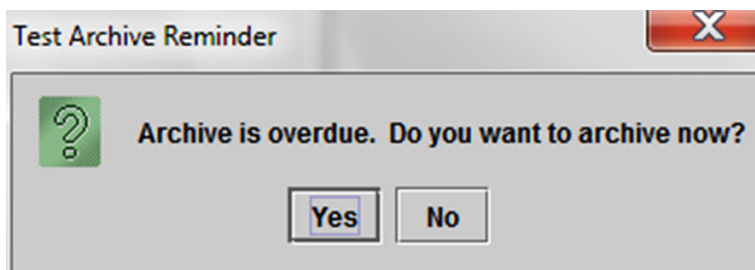 Test Archive Reminder
Archive is overdue. Do you want to archive now?
Yes No